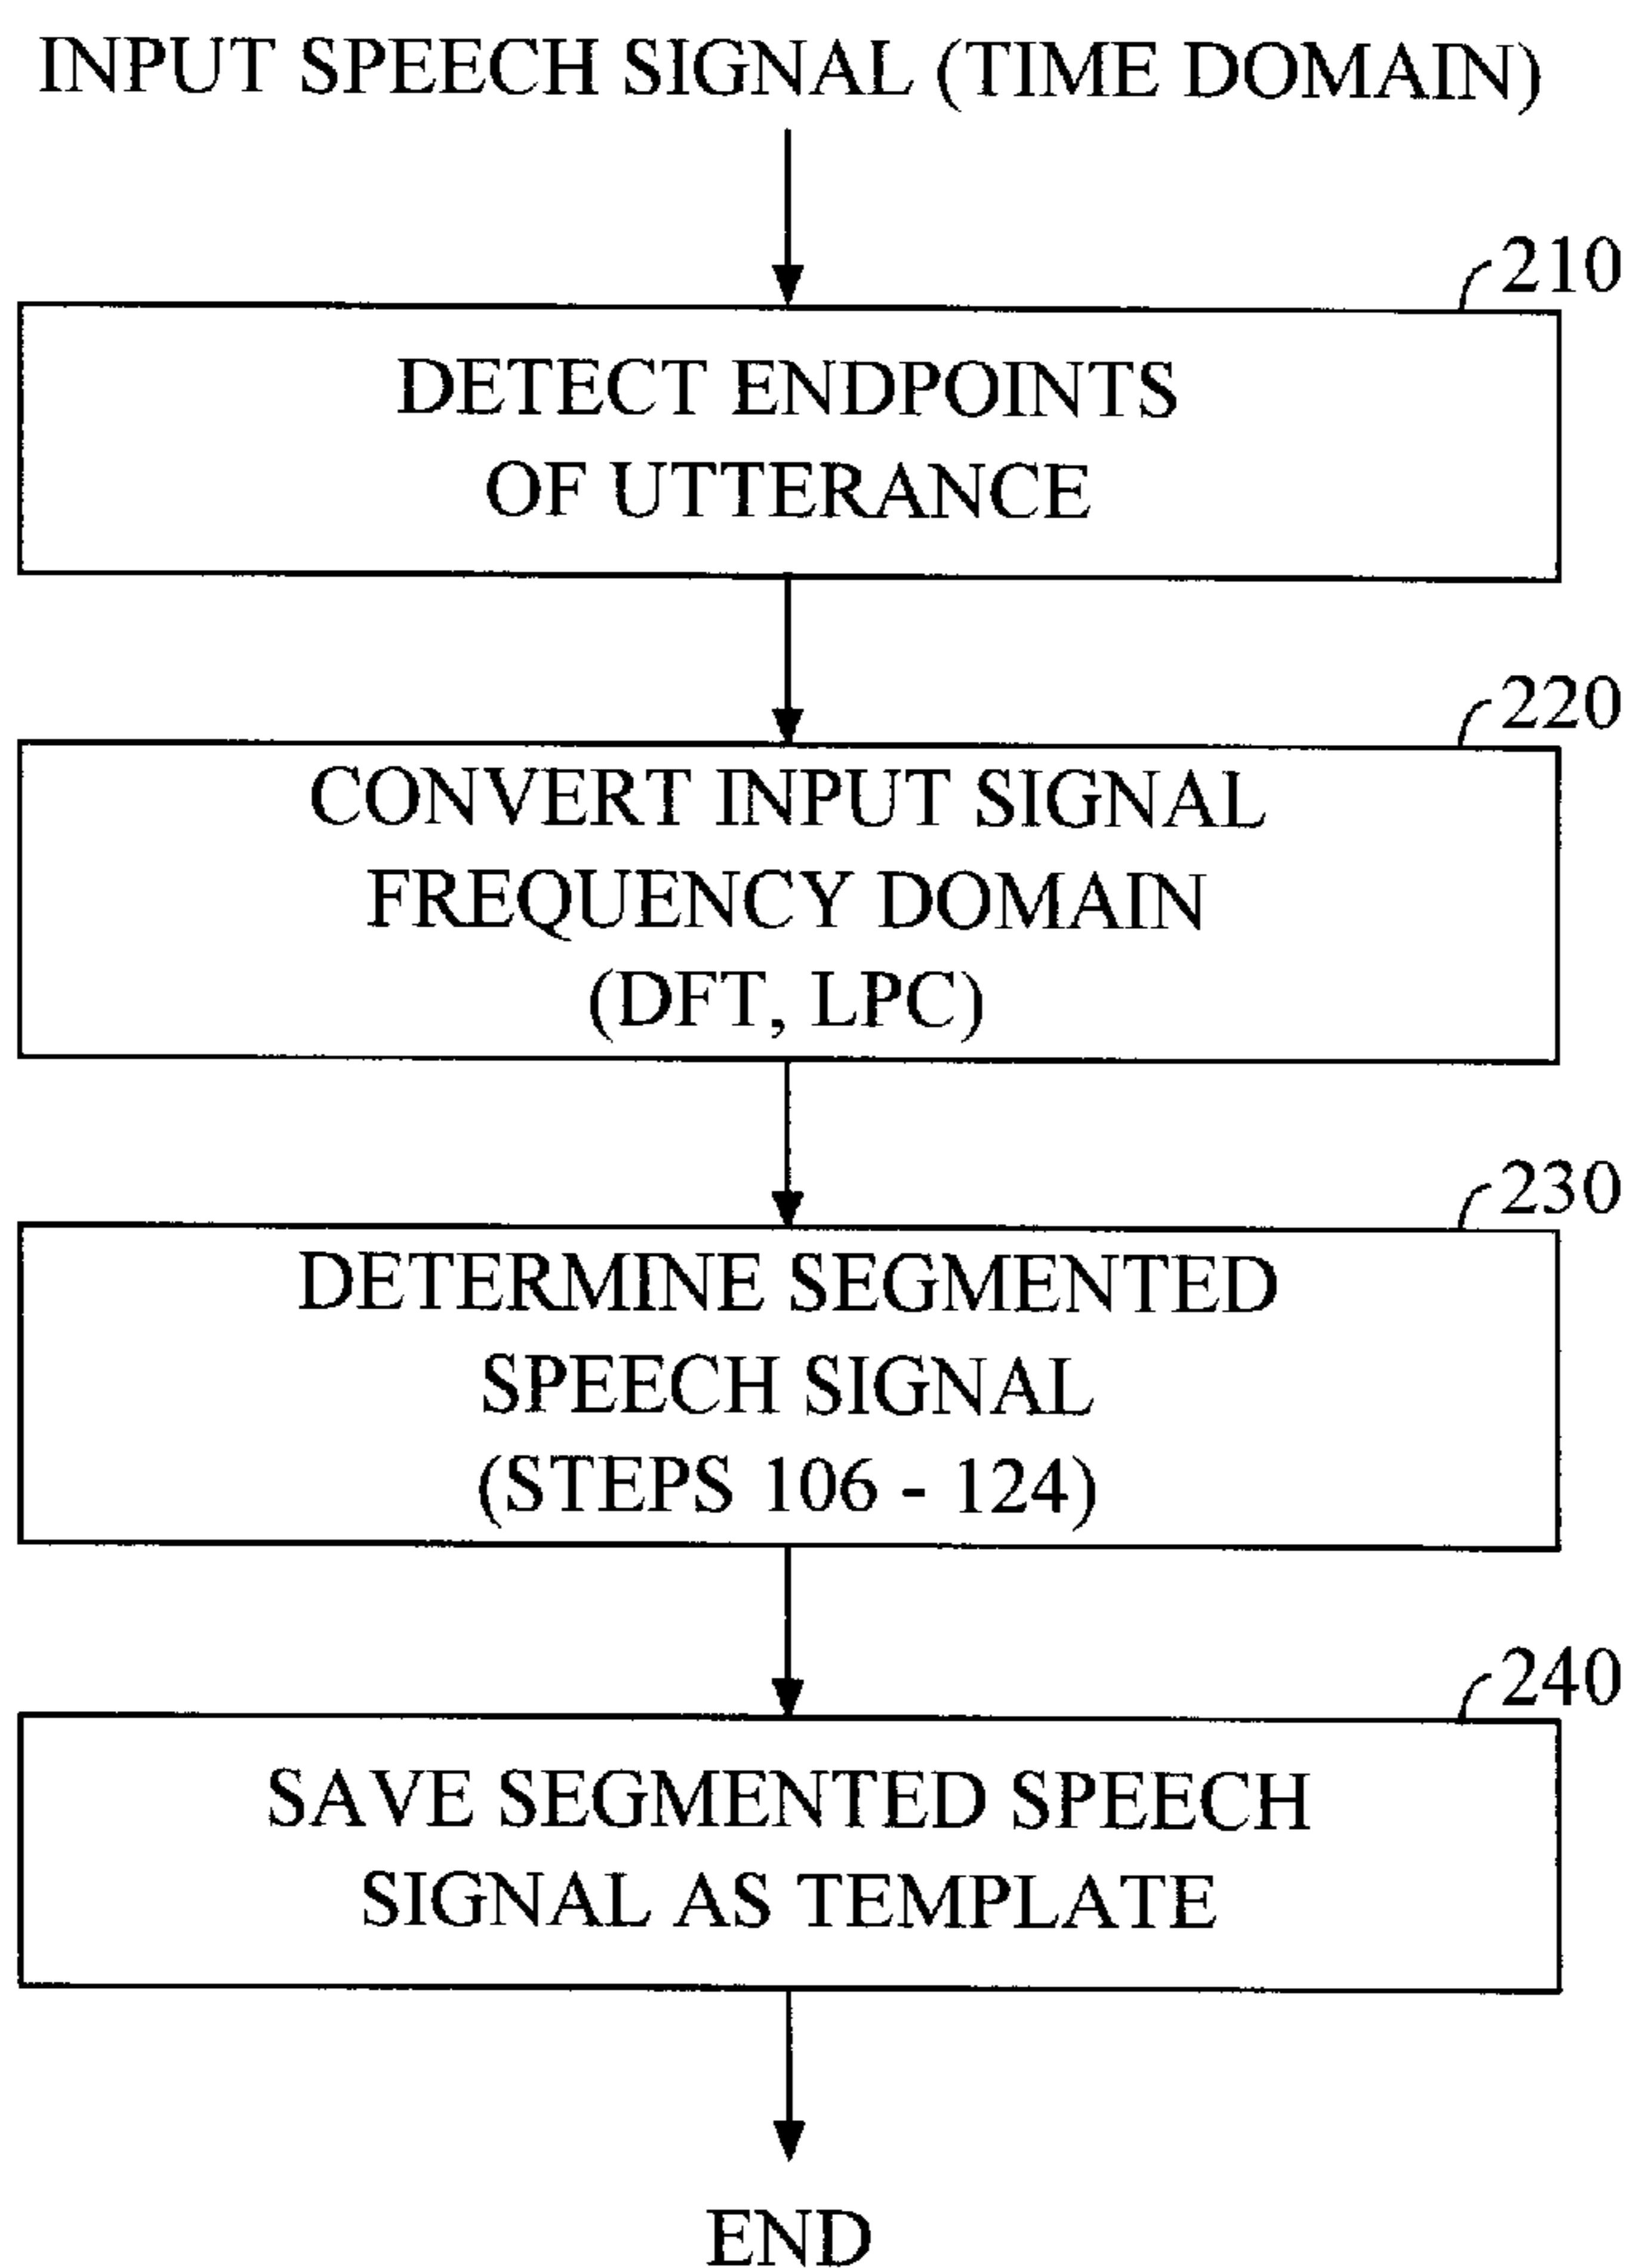 INPUT SPEECH SIGNAL (TIME DOMAIN)
210
DETECT ENDPOINTS
OF UTTERANCE
220
CONVERT INPUT SIGNAL
FREQUENCY DOMAIN
(DFT, LPC)
230
DETERMINE SEGMENTED
SPEECH SIGNAL
(STEPS 106 - 124)
240
SAVE SEGMENTED SPEECH
SIGNAL AS TEMPLATE
END